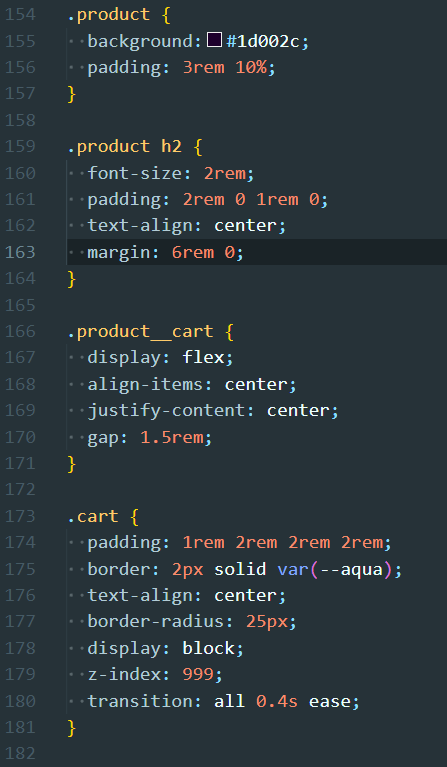 154 .product {
155   background: #1d002c;
156   padding: 3rem 10%;
157 }
158
159 .product h2 {
160   font-size: 2rem;
161   padding: 2rem 0 1rem 0;
162   text-align: center;
163   margin: 6rem 0;
164 }
165
166 .product__cart {
167   display: flex;
168   align-items: center;
169   justify-content: center;
170   gap: 1.5rem;
171 }
172
173 .cart {
174   padding: 1rem 2rem 2rem 2rem;
175   border: 2px solid var(--aqua);
176   text-align: center;
177   border-radius: 25px;
178   display: block;
179   z-index: 999;
180   transition: all 0.4s ease;
181 }
182